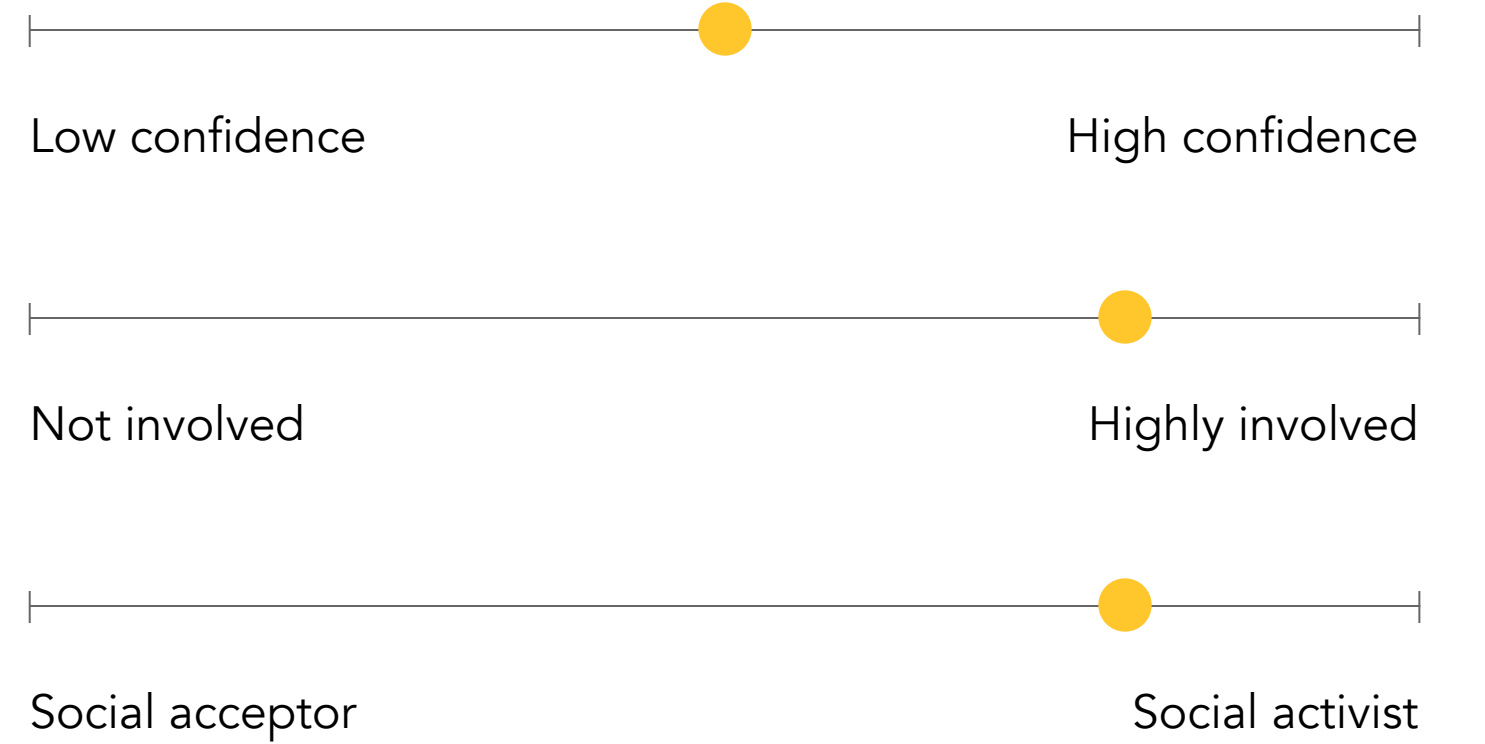 Low confidence High confidence
Not involved Highly involved
Social acceptor Social activist